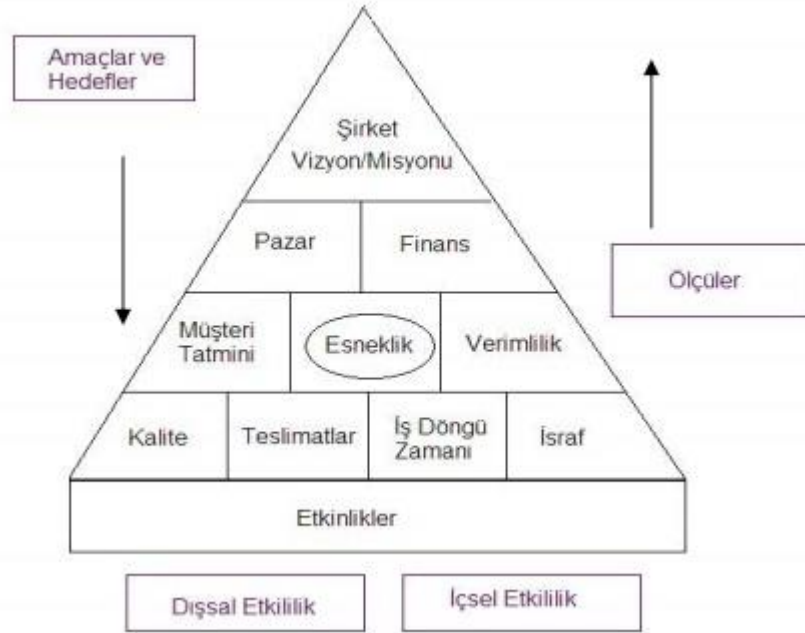 Amaçlar ve
Hedefler
Şirket
Vizyon/Misyonu
Pazar
Finans
Ölçüler
Müşteri
Tatmini
Esneklik
Verimlilik
Kalite
Teslimatlar
İş Döngü
Zamanı
İsraf
Etkinlikler
Dışsal Etkililik
İçsel Etkililik